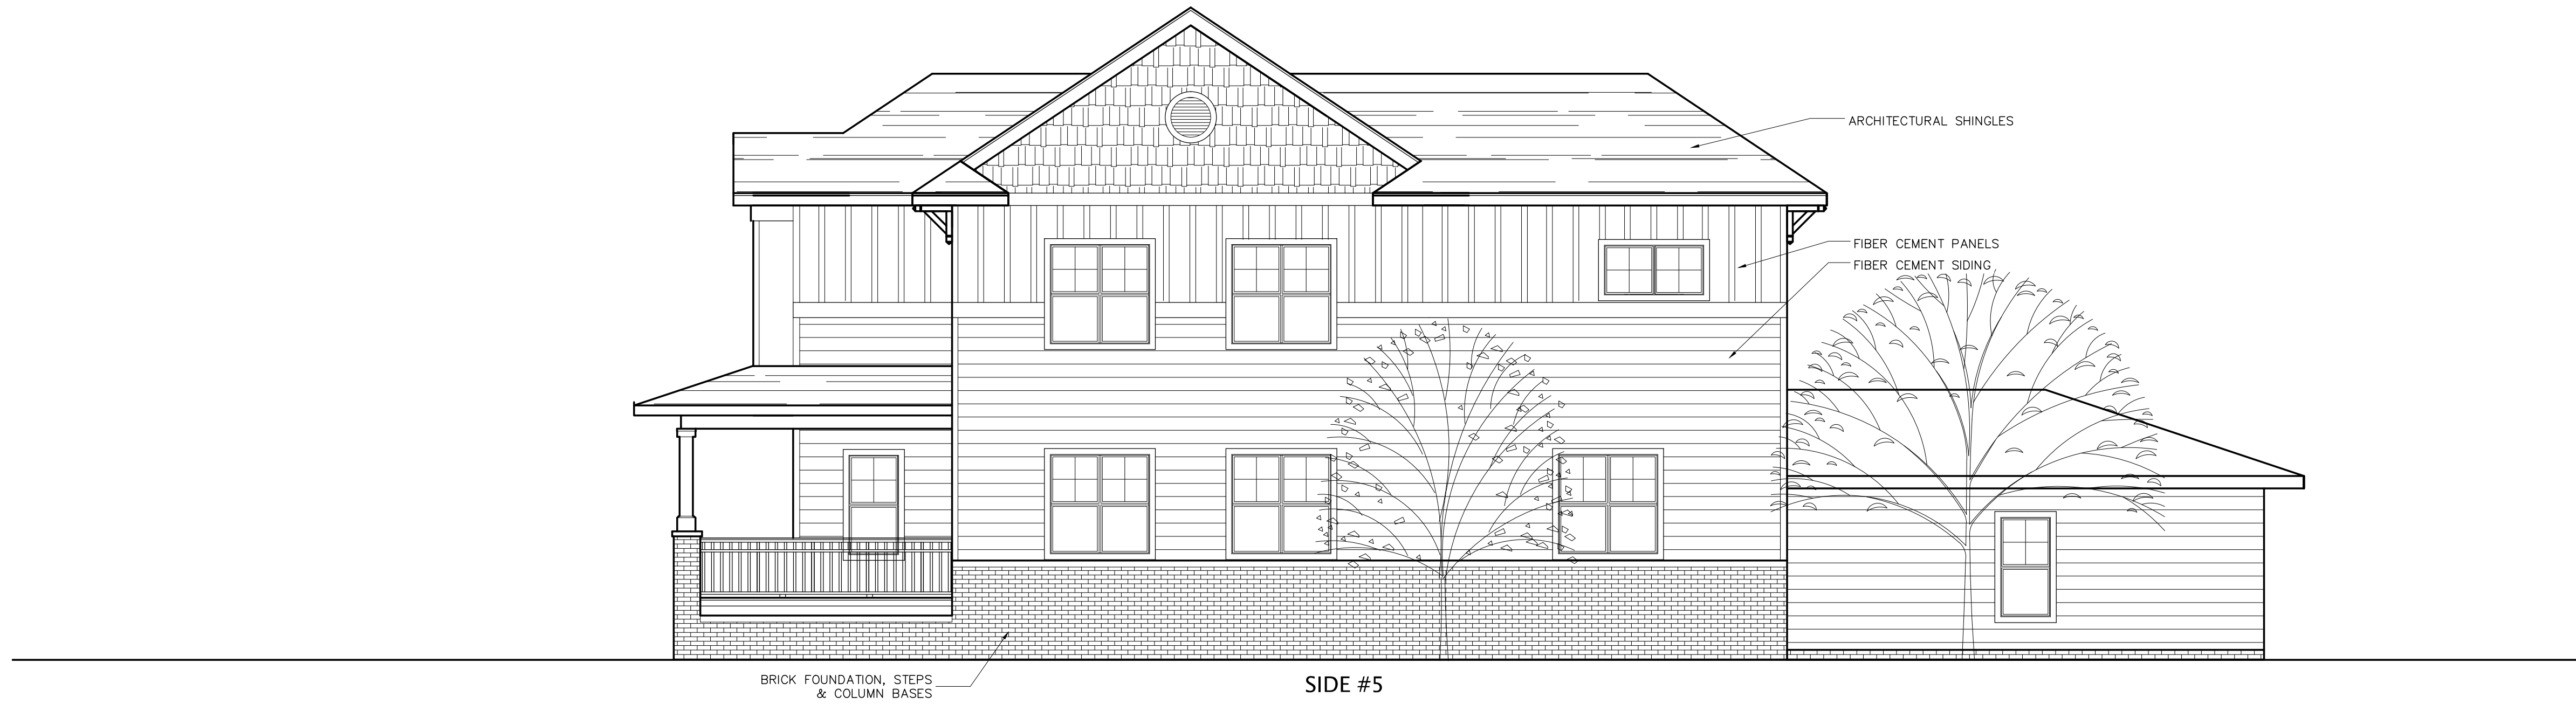 ARCHITECTURAL SHINGLES
FIBER CEMENT PANELS
FIBER CEMENT SIDING
BRICK FOUNDATION, STEPS
& COLUMN BASES
SIDE #5